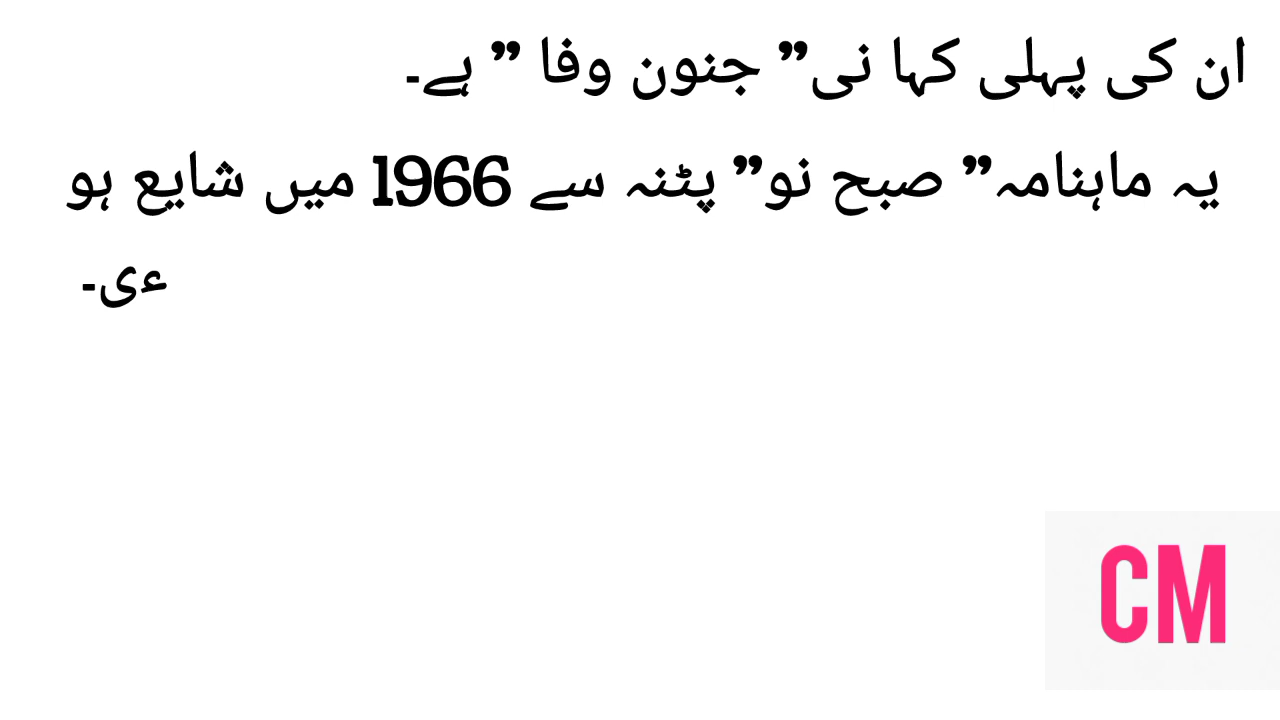 ان کی پہلی کہا نی” جنون وفا ” ہے۔
یہ ماہنامہ” صبح نو” پٹنہ سے 1966 میں شایع ہو
ءی۔
CM